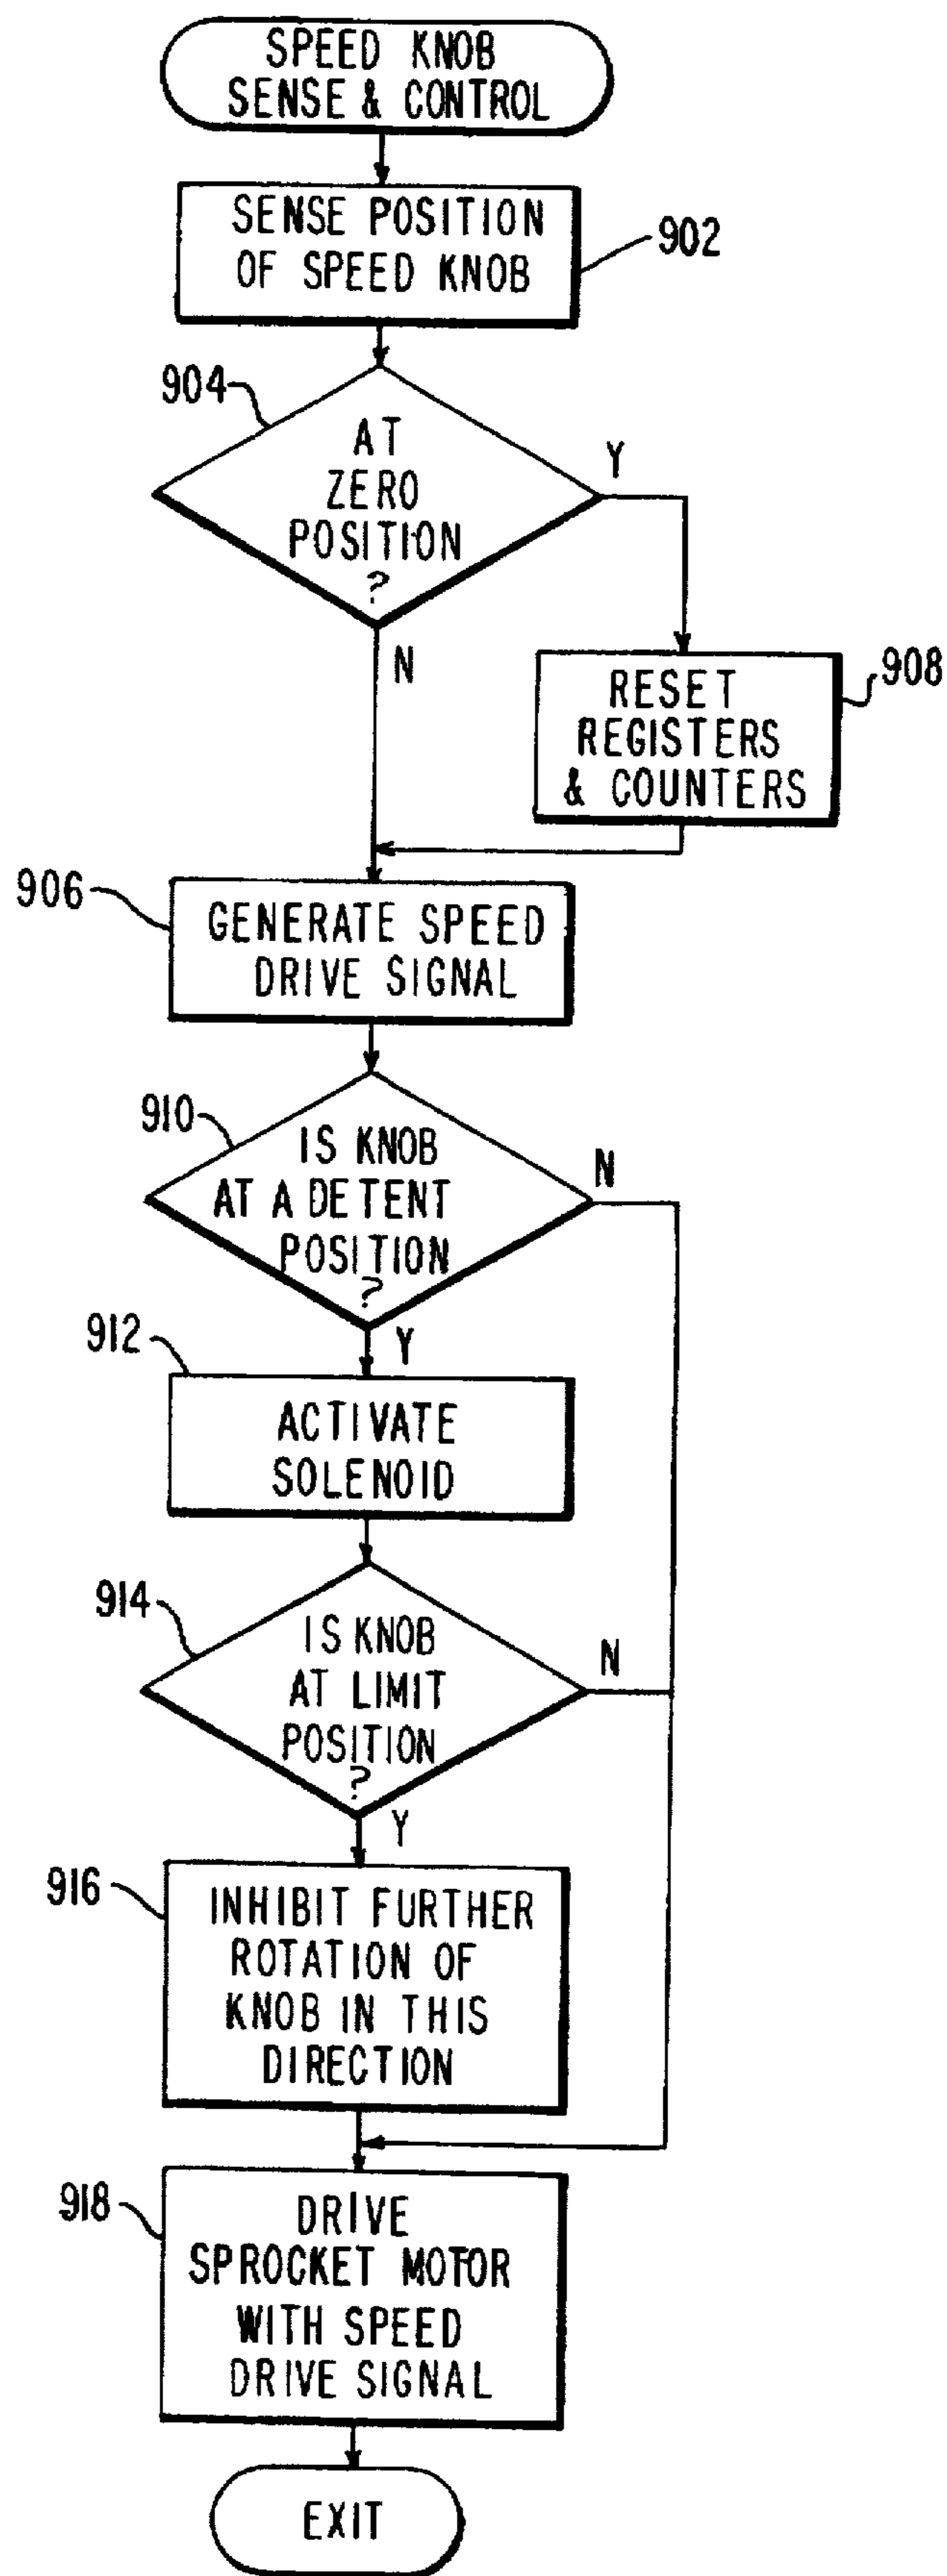 SPEED KNOB
SENSE & CONTROL
SENSE POSITION
OF SPEED KNOB
902
904
AT
ZERO
POSITION
?
Y
N
RESET
REGISTERS
& COUNTERS
908
906
GENERATE SPEED
DRIVE SIGNAL
910
IS KNOB
AT A DETENT
POSITION
?
N
Y
912
ACTIVATE
SOLENOID
914
IS KNOB
AT LIMIT
POSITION
?
N
Y
916
INHIBIT FURTHER
ROTATION OF
KNOB IN THIS
DIRECTION
918
DRIVE
SPROCKET MOTOR
WITH SPEED
DRIVE SIGNAL
EXIT